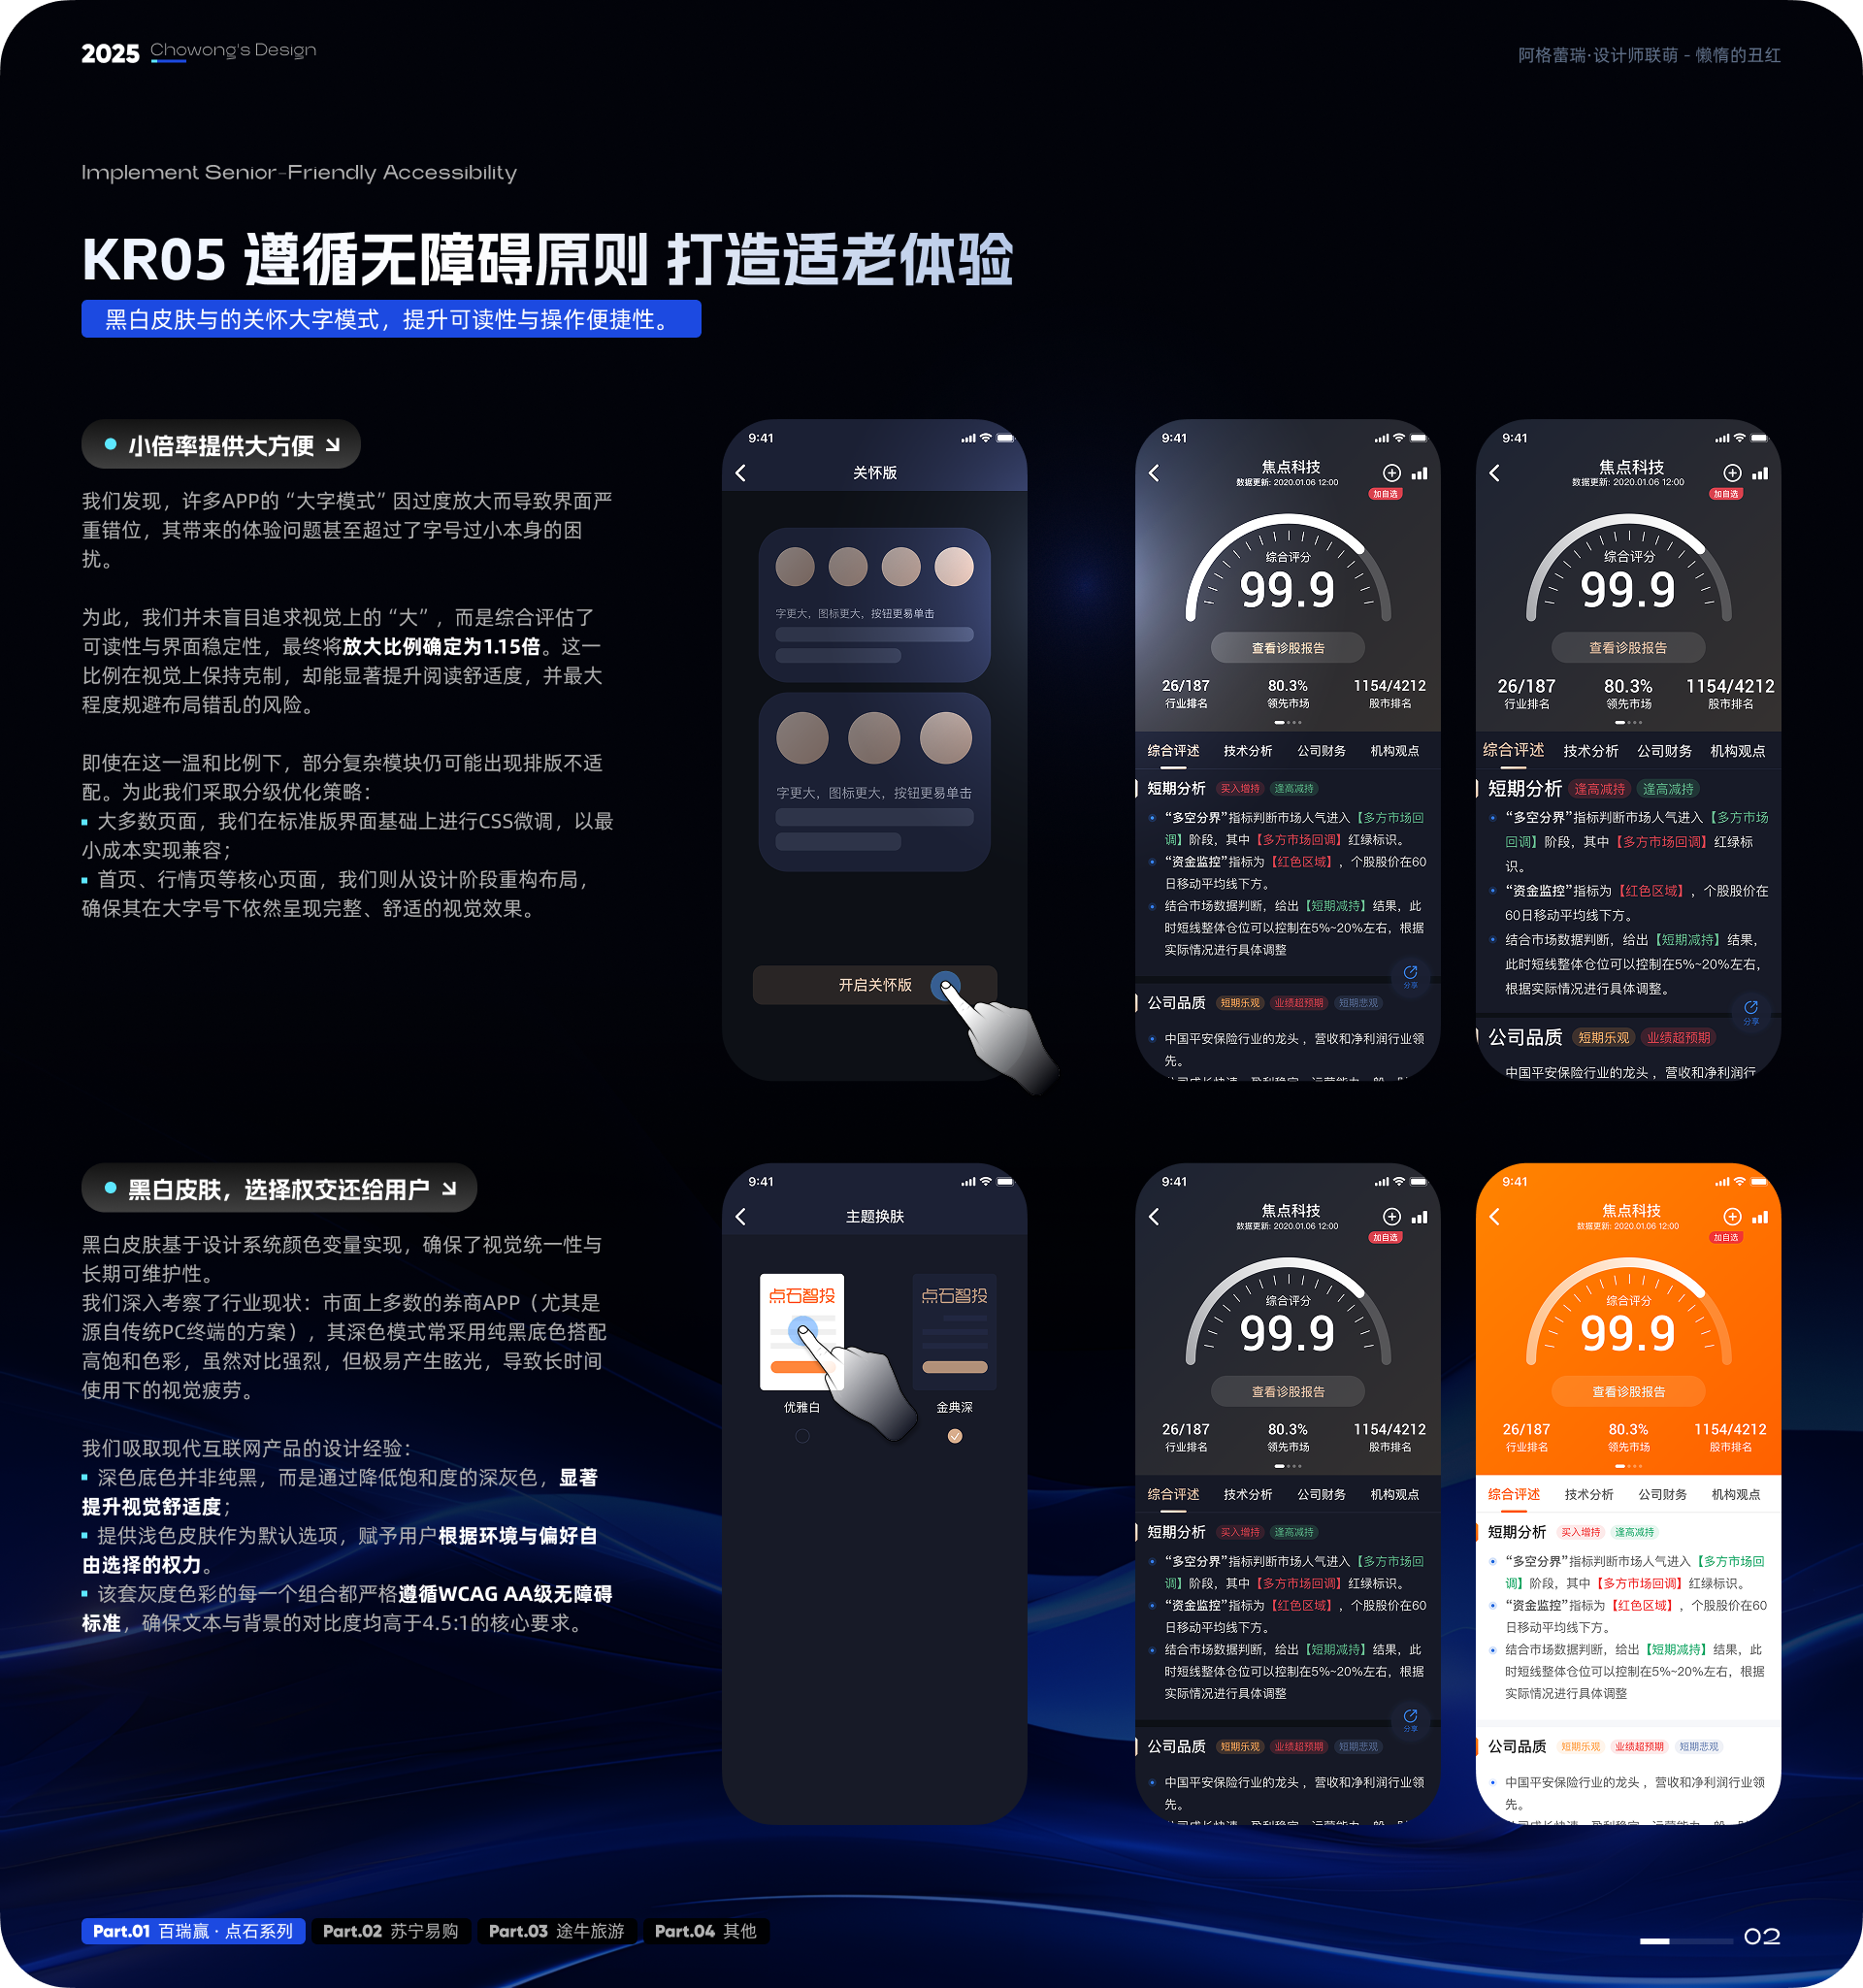 2025 Chowong's Design
阿格蕾瑞·设计师联萌 - 懒惰的丑红
Implement Senior-Friendly Accessibility
KR05 遵循无障碍原则 打造适老体验
黑白皮肤与的关怀大字模式，提升可读性与操作便捷性。
小倍率提供大方便
我们发现，许多APP的“大字模式”因过度放大而导致界面严
重错位，其带来的体验问题甚至超过了字号过小本身的困
扰。
为此，我们并未盲目追求视觉上的“大”，而是综合评估了
可读性与界面稳定性，最终将放大比例确定为1.15倍。这一
比例在视觉上保持克制，却能显著提升阅读舒适度，并最大
程度规避布局错乱的风险。
即使在这一温和比例下，部分复杂模块仍可能出现排版不适
配。为此我们采取分级优化策略：
大多数页面，我们在标准版界面基础上进行CSS微调，以最
小成本实现兼容；
首页、行情页等核心页面，我们则从设计阶段重构布局，
确保其在大字号下依然呈现完整、舒适的视觉效果。
9:41
关怀版
字更大，图标更大，按钮更易单击
字更大，图标更大，按钮更易单击
开启关怀版
9:41
焦点科技
数据更新: 2020.01.06 12:00
加自选
综合评分
99.9
查看诊股报告
26/187 80.3% 1154/4212
行业排名 领先市场 股市排名
综合评述 技术分析 公司财务 机构观点
短期分析 买入增持 逢高减持
“多空分界”指标判断市场人气进入【多方市场回
调】阶段，其中【多方市场回调】红绿标识。
“资金监控”指标为【红色区域】，个股股价在60
日移动平均线下方。
结合市场数据判断，给出【短期减持】结果，此
时短线整体仓位可以控制在5%~20%左右，根据
实际情况进行具体调整
分享
公司品质 短期乐观 业绩超预期 短期悲观
中国平安保险行业的龙头，营收和净利润行业领
先。
9:41
焦点科技
数据更新: 2020.01.06 12:00
加自选
综合评分
99.9
查看诊股报告
26/187 80.3% 1154/4212
行业排名 领先市场 股市排名
综合评述 技术分析 公司财务 机构观点
短期分析 逢高减持 逢高减持
“多空分界”指标判断市场人气进入【多方市场
回调】阶段，其中【多方市场回调】红绿标
识。
“资金监控”指标为【红色区域】，个股股价在
60日移动平均线下方。
结合市场数据判断，给出【短期减持】结果，
此时短线整体仓位可以控制在5%~20%左右，
根据实际情况进行具体调整。
分享
公司品质 短期乐观 业绩超预期
中国平安保险行业的龙头，营收和净利润行
黑白皮肤，选择权交还给用户
黑白皮肤基于设计系统颜色变量实现，确保了视觉统一性与
长期可维护性。
我们深入考察了行业现状：市面上多数的券商APP（尤其是
源自传统PC终端的方案），其深色模式常采用纯黑底色搭配
高饱和色彩，虽然对比强烈，但极易产生眩光，导致长时间
使用下的视觉疲劳。
我们吸取现代互联网产品的设计经验：
深色底色并非纯黑，而是通过降低饱和度的深灰色，显著
提升视觉舒适度；
提供浅色皮肤作为默认选项，赋予用户根据环境与偏好自
由选择的权力。
该套灰度色彩的每一个组合都严格遵循WCAG AA级无障碍
标准，确保文本与背景的对比度均高于4.5:1的核心要求。
9:41
主题换肤
点石智投 点石智投
优雅白 金典深
9:41
焦点科技
数据更新: 2020.01.06 12:00
加自选
综合评分
99.9
查看诊股报告
26/187 80.3% 1154/4212
行业排名 领先市场 股市排名
综合评述 技术分析 公司财务 机构观点
短期分析 买入增持 逢高减持
“多空分界”指标判断市场人气进入【多方市场回
调】阶段，其中【多方市场回调】红绿标识。
“资金监控”指标为【红色区域】，个股股价在60
日移动平均线下方。
结合市场数据判断，给出【短期减持】结果，此
时短线整体仓位可以控制在5%~20%左右，根据
实际情况进行具体调整
分享
公司品质 短期乐观 业绩超预期 短期悲观
中国平安保险行业的龙头，营收和净利润行业领
先。
9:41
焦点科技
数据更新: 2020.01.06 12:00
加自选
综合评分
99.9
查看诊股报告
26/187 80.3% 1154/4212
行业排名 领先市场 股市排名
综合评述 技术分析 公司财务 机构观点
短期分析 买入增持 逢高减持
“多空分界”指标判断市场人气进入【多方市场回
调】阶段，其中【多方市场回调】红绿标识。
“资金监控”指标为【红色区域】，个股股价在60
日移动平均线下方。
结合市场数据判断，给出【短期减持】结果，此
时短线整体仓位可以控制在5%~20%左右，根据
实际情况进行具体调整
公司品质 短期乐观 业绩超预期 短期悲观
中国平安保险行业的龙头，营收和净利润行业领
先。
Part.01 百瑞赢·点石系列 Part.02 苏宁易购 Part.03 途牛旅游 Part.04 其他
02